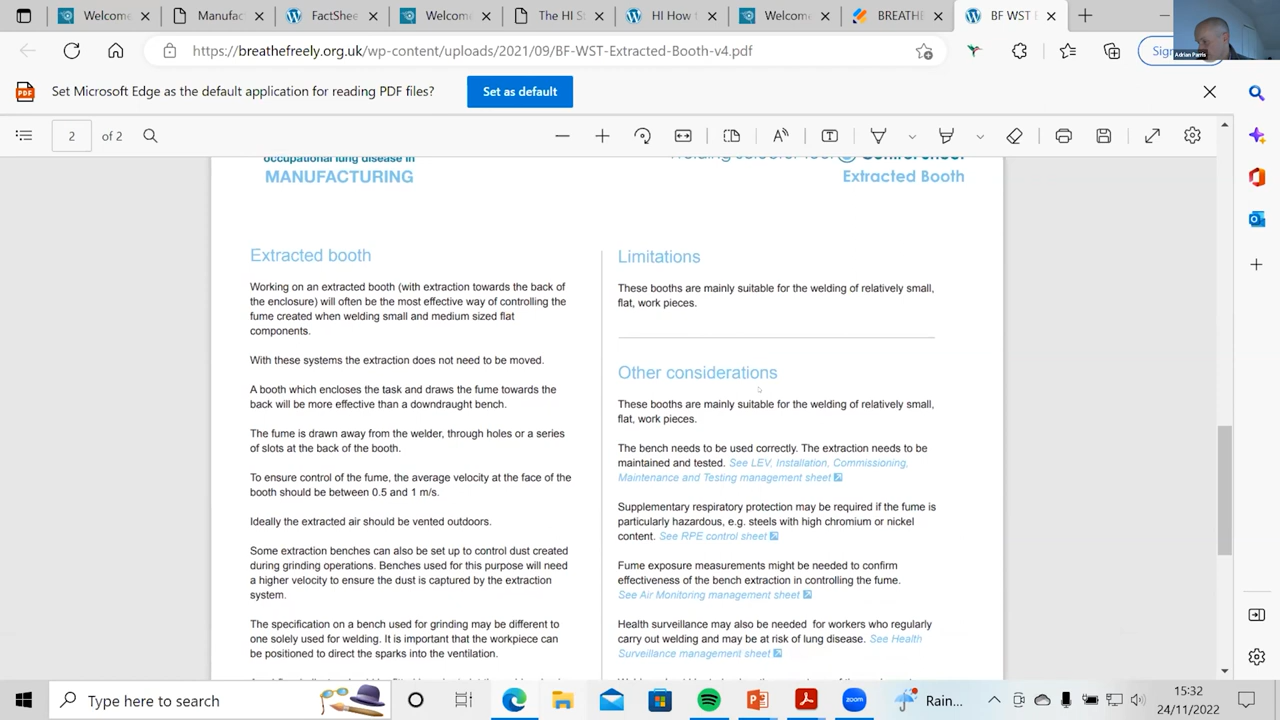 Welcome
Manufac
FactShee
Welcome
The HI S
HI How t
Welcome
BREATHE
BF WST E
Adrian Parris
https://breathefreely.org.uk/wp-content/uploads/2021/09/BF-WST-Extracted-Booth-v4.pdf
Set Microsoft Edge as the default application for reading PDF files?
Set as default
2 of 2
occupational lung disease in
MANUFACTURING
Extracted Booth
Extracted booth
Working on an extracted booth (with extraction towards the back of
the enclosure) will often be the most effective way of controlling the
fume created when welding small and medium sized flat
components.
With these systems the extraction does not need to be moved.
A booth which encloses the task and draws the fume towards the
back will be more effective than a downdraught bench.
The fume is drawn away from the welder, through holes or a series
of slots at the back of the booth.
To ensure control of the fume, the average velocity at the face of the
booth should be between 0.5 and 1 m/s.
Ideally the extracted air should be vented outdoors.
Some extraction benches can also be set up to control dust created
during grinding operations. Benches used for this purpose will need
a higher velocity to ensure the dust is captured by the extraction
system.
The specification on a bench used for grinding may be different to
one solely used for welding. It is important that the workpiece can
be positioned to direct the sparks into the ventilation.
Limitations
These booths are mainly suitable for the welding of relatively small,
flat, work pieces.
Other considerations
These booths are mainly suitable for the welding of relatively small,
flat, work pieces.
The bench needs to be used correctly. The extraction needs to be
maintained and tested. See LEV, Installation, Commissioning,
Maintenance and Testing management sheet
Supplementary respiratory protection may be required if the fume is
particularly hazardous, e.g. steels with high chromium or nickel
content. See RPE control sheet
Fume exposure measurements might be needed to confirm
effectiveness of the bench extraction in controlling the fume.
See Air Monitoring management sheet
Health surveillance may also be needed for workers who regularly
carry out welding and may be at risk of lung disease. See Health
Surveillance management sheet
Type here to search
Rain...
15:32
24/11/2022